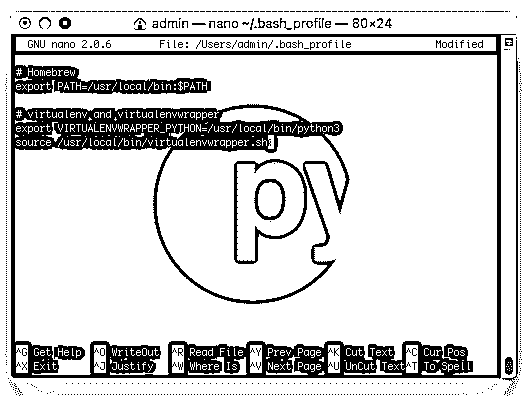 admin — nano ~/.bash_profile — 80×24
GNU nano 2.0.6 File: /Users/admin/.bash_profile Modified
# Homebrew
export PATH=/usr/local/bin:$PATH
# virtualenv and virtualenvwrapper
export VIRTUALENVWRAPPER_PYTHON=/usr/local/bin/python3
source /usr/local/bin/virtualenvwrapper.sh
py
^G Get Help ^O WriteOut ^R Read File ^Y Prev Page ^K Cut Text ^C Cur Pos
^X Exit ^J Justify ^W Where Is ^V Next Page ^U UnCut Text ^T To Spell